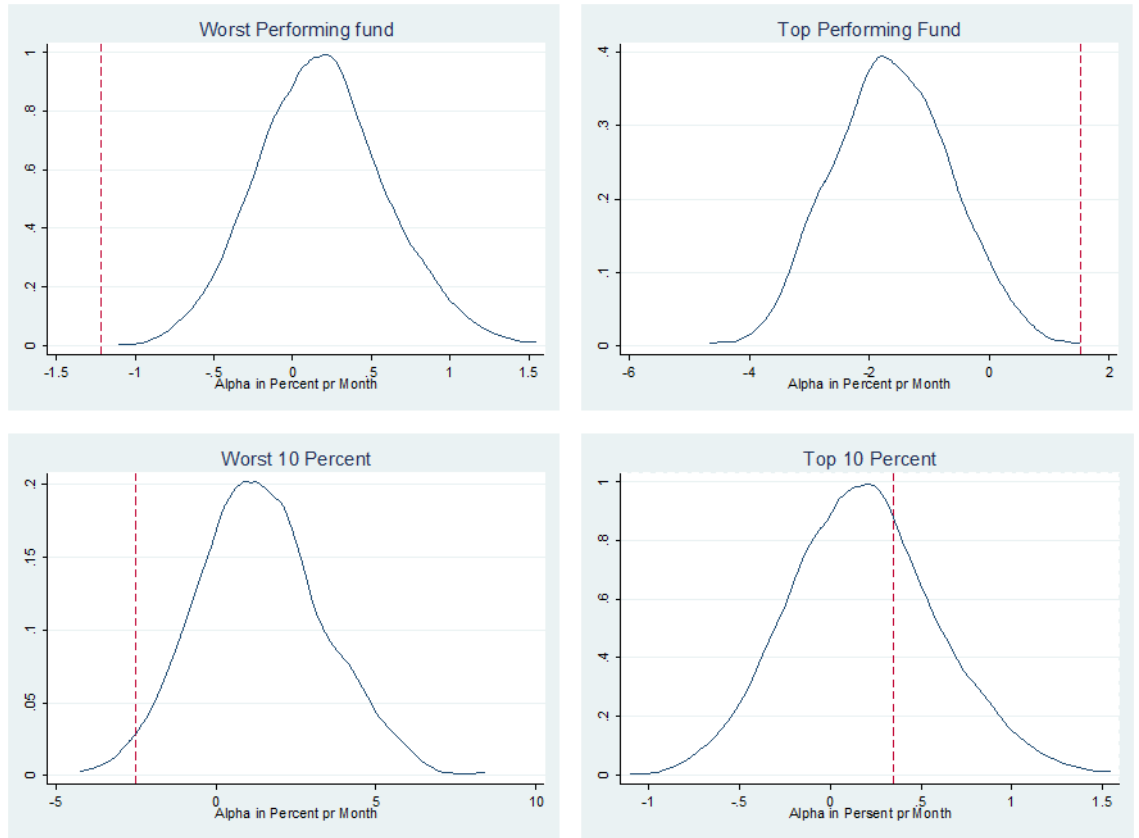 Worst Performing fund
0 .2 .4 .6 .8 1
-1.5 -1 -.5 0 .5 1 1.5
Alpha in Percent pr Month
Top Performing Fund
0 .1 .2 .3 .4
-6 -4 -2 0 2
Alpha in Percent pr Month
Worst 10 Percent
0 .05 .1 .15 .2
-5 0 5 10
Alpha in Percent pr Month
Top 10 Percent
0 .2 .4 .6 .8 1
-1 -.5 0 .5 1 1.5
Alpha in Persent pr Month